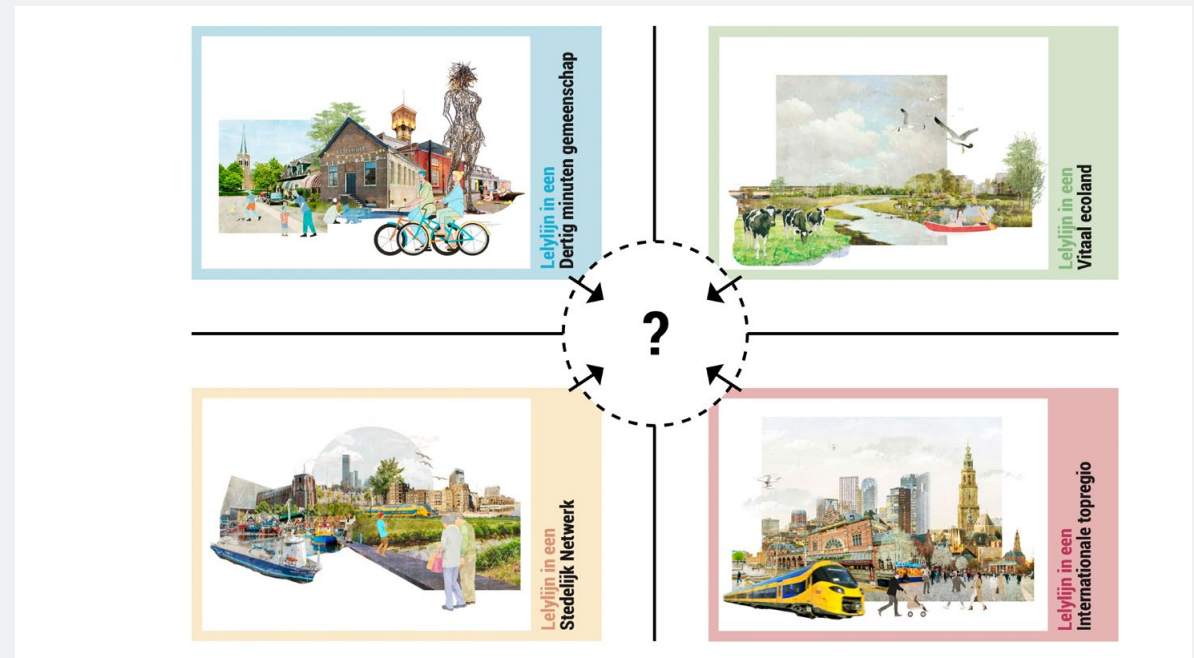 Lelylijn in een
Dertig minuten gemeenschap
Lelylijn in een
Vitaal ecoland
?
Lelylijn in een
Stedelijk Netwerk
Lelylijn in een
Internationale topregio